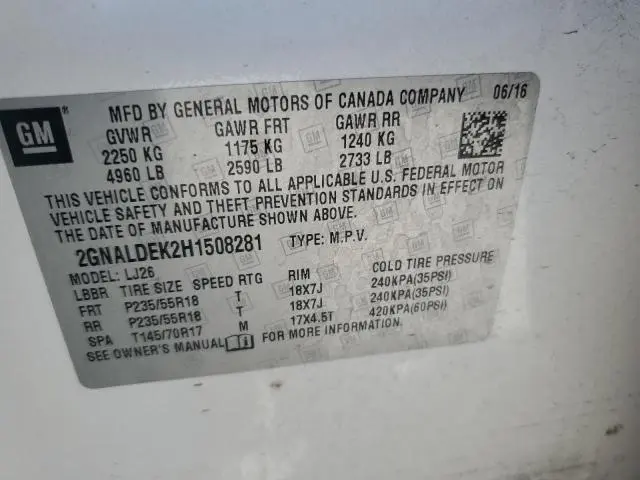 GM MFD BY GENERAL MOTORS OF CANADA COMPANY 06/16
GVWR GAWR FRT GAWR RR
2250 KG 1175 KG 1240 KG
4960 LB 2590 LB 2733 LB
THIS VEHICLE CONFORMS TO ALL APPLICABLE U.S. FEDERAL MOTOR
VEHICLE SAFETY AND THEFT PREVENTION STANDARDS IN EFFECT ON
THE DATE OF MANUFACTURE SHOWN ABOVE.
2GNALDEK2H1508281 TYPE: M.P.V.
MODEL: LJ26
LBBR TIRE SIZE SPEED RTG RIM COLD TIRE PRESSURE
FRT P235/55R18 T 18X7J 240KPA(35PSI)
RR P235/55R18 T 18X7J 240KPA(35PSI)
SPA T145/70R17 M 17X4.5T 420KPA(60PSI)
SEE OWNER'S MANUAL FOR MORE INFORMATION.